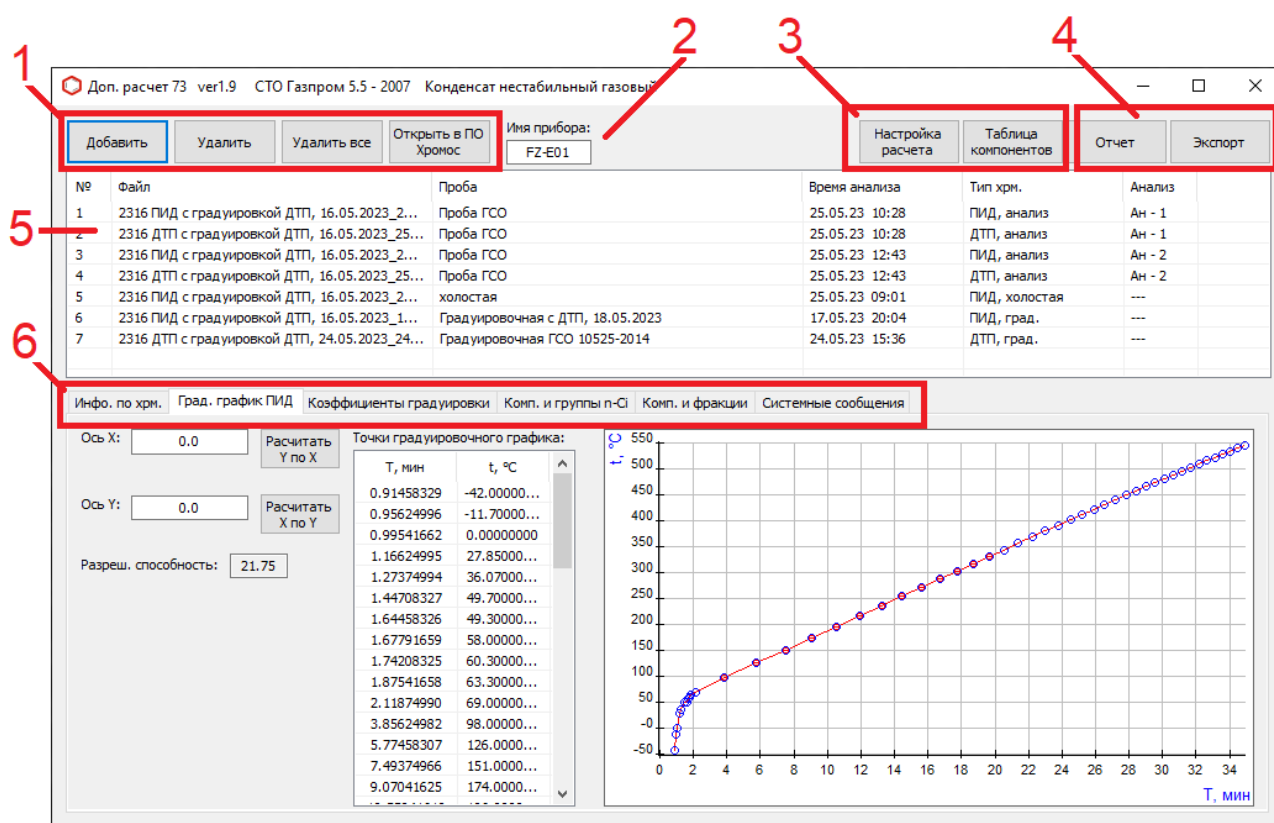 1
2
3
4
Доп. расчет 73 ver1.9 СТО Газпром 5.5 - 2007 Конденсат нестабильный газовый
Добавить Удалить Удалить все Открыть в ПО Хромос
Имя прибора:
FZ-E01
Настройка расчета
Таблица компонентов
Отчет Экспорт
№ Файл Проба Время анализа Тип хрм. Анализ
1 2316 ПИД с градуировкой ДТП, 16.05.2023_2... Проба ГСО 25.05.23 10:28 ПИД, анализ Ан - 1
5
2 2316 ДТП с градуировкой ДТП, 16.05.2023_25... Проба ГСО 25.05.23 10:28 ДТП, анализ Ан - 1
3 2316 ПИД с градуировкой ДТП, 16.05.2023_2... Проба ГСО 25.05.23 12:43 ПИД, анализ Ан - 2
4 2316 ДТП с градуировкой ДТП, 16.05.2023_25... Проба ГСО 25.05.23 12:43 ДТП, анализ Ан - 2
5 2316 ПИД с градуировкой ДТП, 16.05.2023_2... холостая 25.05.23 09:01 ПИД, холостая ---
6 2316 ПИД с градуировкой ДТП, 16.05.2023_1... Градуировочная с ДТП, 18.05.2023 17.05.23 20:04 ПИД, град. ---
7 2316 ДТП с градуировкой ДТП, 24.05.2023_24... Градуировочная ГСО 10525-2014 24.05.23 15:36 ДТП, град. ---
6
Инфо. по хрм. Град. график ПИД Коэффициенты градуировки Комп. и группы n-Ci Комп. и фракции Системные сообщения
Ось X: 0.0 Расчитать Y по X
Ось Y: 0.0 Расчитать X по Y
Разреш. способность: 21.75
Точки градуировочного графика:
T, мин t, °C
0.91458329 -42.00000...
0.95624996 -11.70000...
0.99541662 0.00000000
1.16624995 27.85000...
1.27374994 36.07000...
1.44708327 49.70000...
1.64458326 49.30000...
1.67791659 58.00000...
1.74208325 60.30000...
1.87541658 63.30000...
2.11874990 69.00000...
3.85624982 98.00000...
5.77458307 126.0000...
7.49374966 151.0000...
9.07041625 174.0000...
t, °C
550
500
450
400
350
300
250
200
150
100
50
-0
-50
0 2 4 6 8 10 12 14 16 18 20 22 24 26 28 30 32 34
T, мин